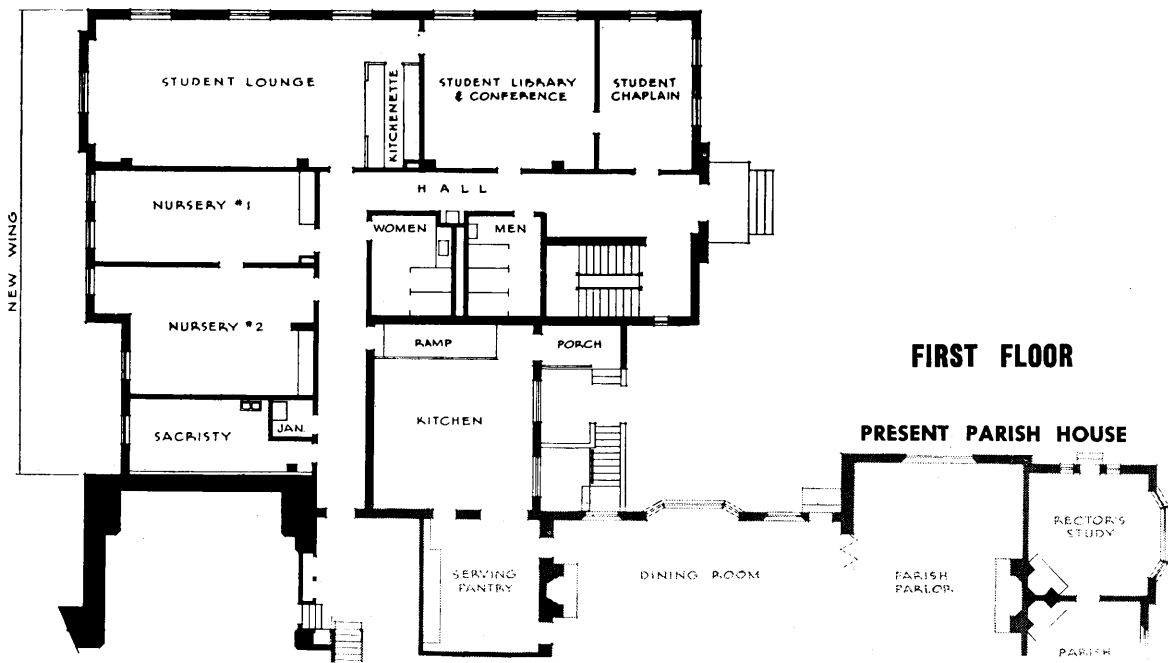 STUDENT LOUNGE
KITCHENETTE
STUDENT LIBRARY
& CONFERENCE
STUDENT
CHAPLAIN
HALL
NURSERY #1
WOMEN
MEN
NEW WING
NURSERY #2
RAMP
PORCH
FIRST FLOOR
KITCHEN
JAN.
SACRISTY
PRESENT PARISH HOUSE
RECTOR'S
STUDY
SERVING
PANTRY
DINING ROOM
PARISH
PARLOR
PARISH